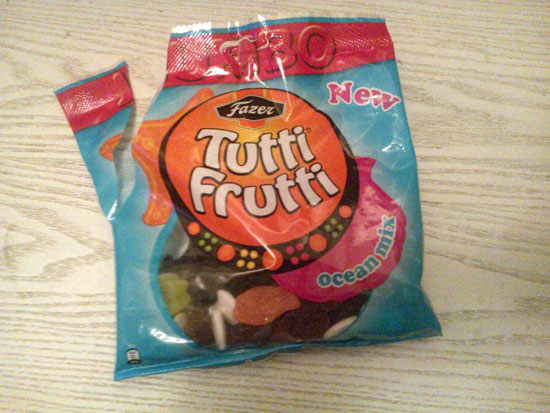 New
Fazer
Tutti
Frutti
ocean mix